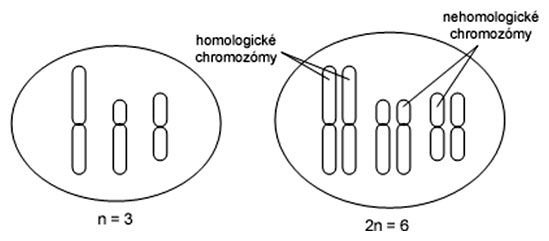 homologické
chromozómy
nehomologické
chromozómy
n = 3
2n = 6